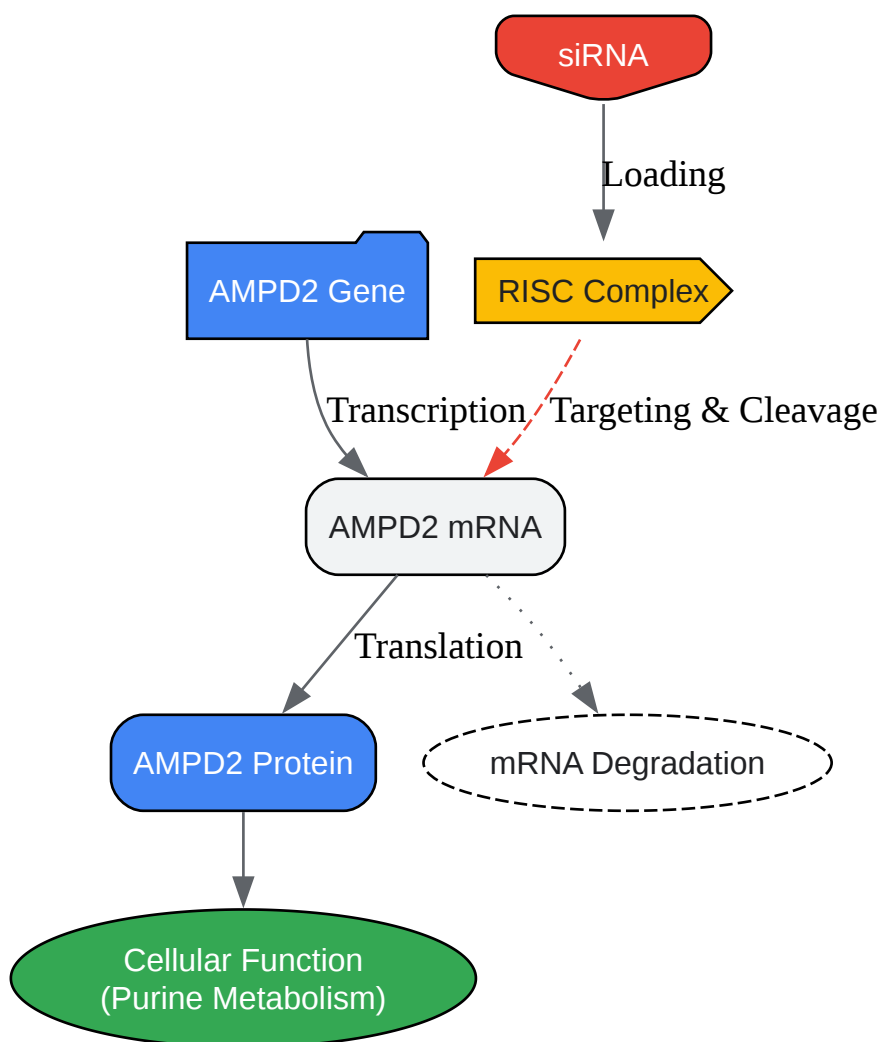 siRNA
Loading
AMPD2 Gene
RISC Complex
Transcription
Targeting & Cleavage
AMPD2 mRNA
Translation
AMPD2 Protein
mRNA Degradation
Cellular Function
(Purine Metabolism)